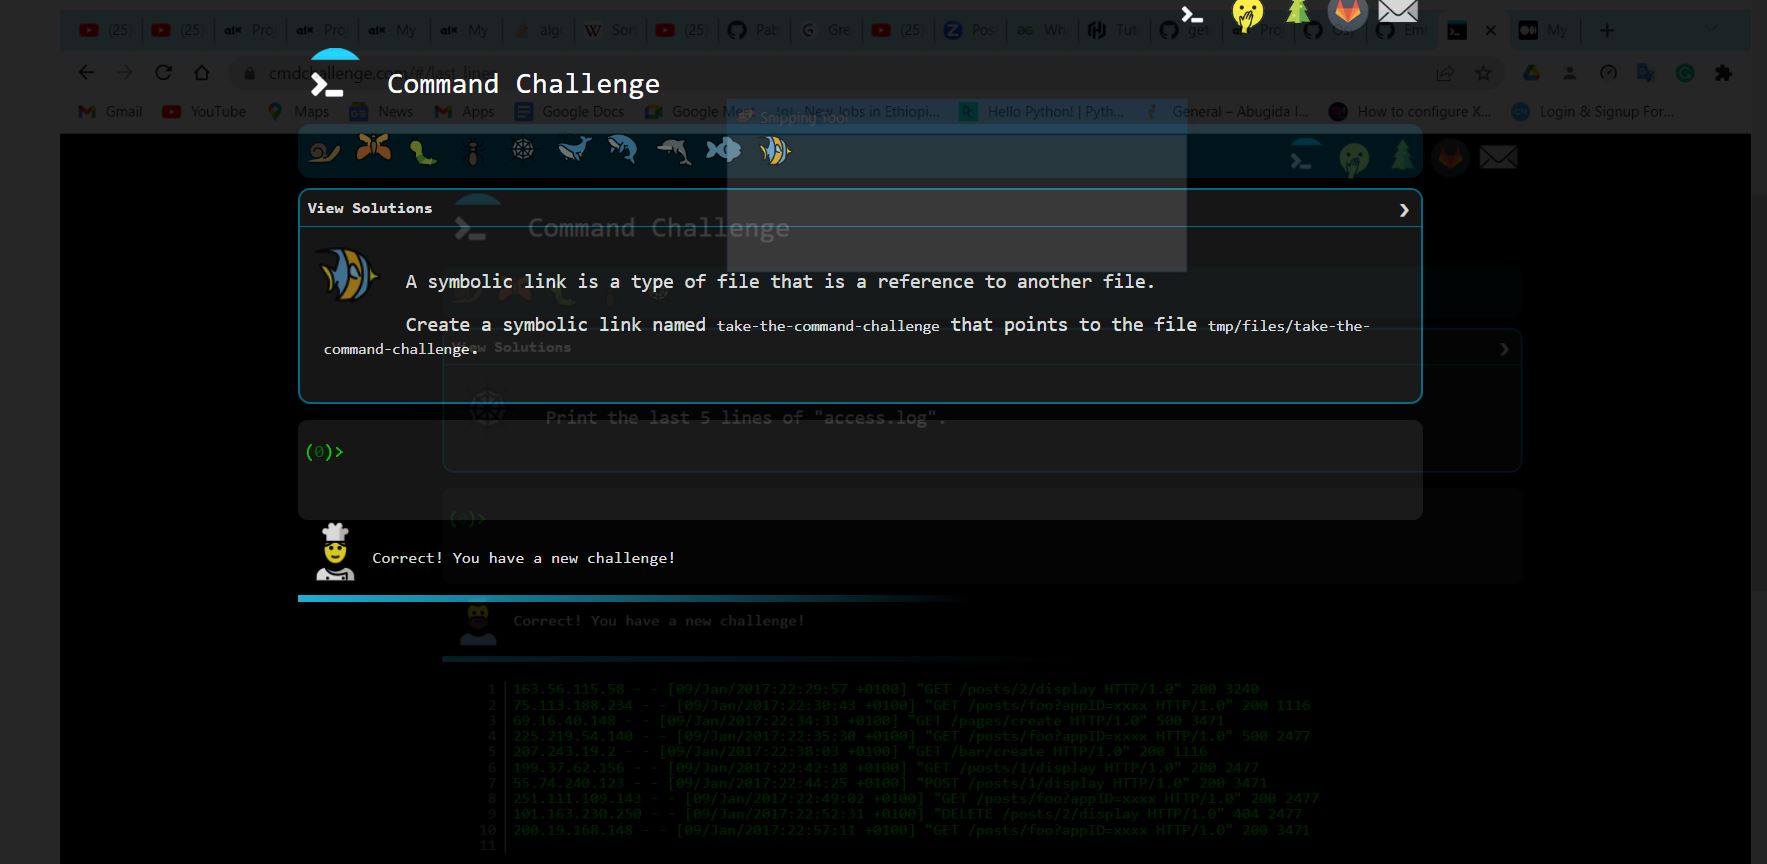 (25)
(25)
Pro
Pro
My
My
algo
Sor
(25)
Pat
Gre
(25)
Pos
Wh
Tut
get
My
cmdchallenge.com/#/last_lines
Command Challenge
Gmail
YouTube
Maps
News
Apps
Google Docs
Google Meet
New Jobs in Ethiopi...
Hello Python! | Pyth...
General – Abugida I...
How to configure X...
Login & Signup For...
Snipping Tool
View Solutions
Command Challenge
A symbolic link is a type of file that is a reference to another file.
Create a symbolic link named take-the-command-challenge that points to the file tmp/files/take-the-
command-challenge.
View Solutions
Print the last 5 lines of "access.log".
(0)>
(0)>
Correct! You have a new challenge!
Correct! You have a new challenge!
1 163.56.115.58 - - [09/Jan/2017:22:29:57 +0100] "GET /posts/2/display HTTP/1.0" 200 3240
2 75.113.188.234 - - [09/Jan/2017:22:30:43 +0100] "GET /posts/foo?appID=xxxx HTTP/1.0" 200 1116
3 69.16.40.148 - - [09/Jan/2017:22:34:33 +0100] "GET /pages/create HTTP/1.0" 500 3471
4 225.219.54.140 - - [09/Jan/2017:22:35:30 +0100] "GET /posts/foo?appID=xxxx HTTP/1.0" 500 2477
5 207.243.19.2 - - [09/Jan/2017:22:38:03 +0100] "GET /bar/create HTTP/1.0" 200 1116
6 199.37.62.156 - - [09/Jan/2017:22:42:18 +0100] "GET /posts/1/display HTTP/1.0" 200 2477
7 55.74.240.123 - - [09/Jan/2017:22:44:25 +0100] "POST /posts/1/display HTTP/1.0" 200 3471
8 251.111.109.143 - - [09/Jan/2017:22:49:02 +0100] "GET /posts/foo?appID=xxxx HTTP/1.0" 200 2477
9 101.163.230.250 - - [09/Jan/2017:22:52:31 +0100] "DELETE /posts/2/display HTTP/1.0" 404 2477
10 200.19.168.148 - - [09/Jan/2017:22:57:11 +0100] "GET /posts/foo?appID=xxxx HTTP/1.0" 200 3471
11